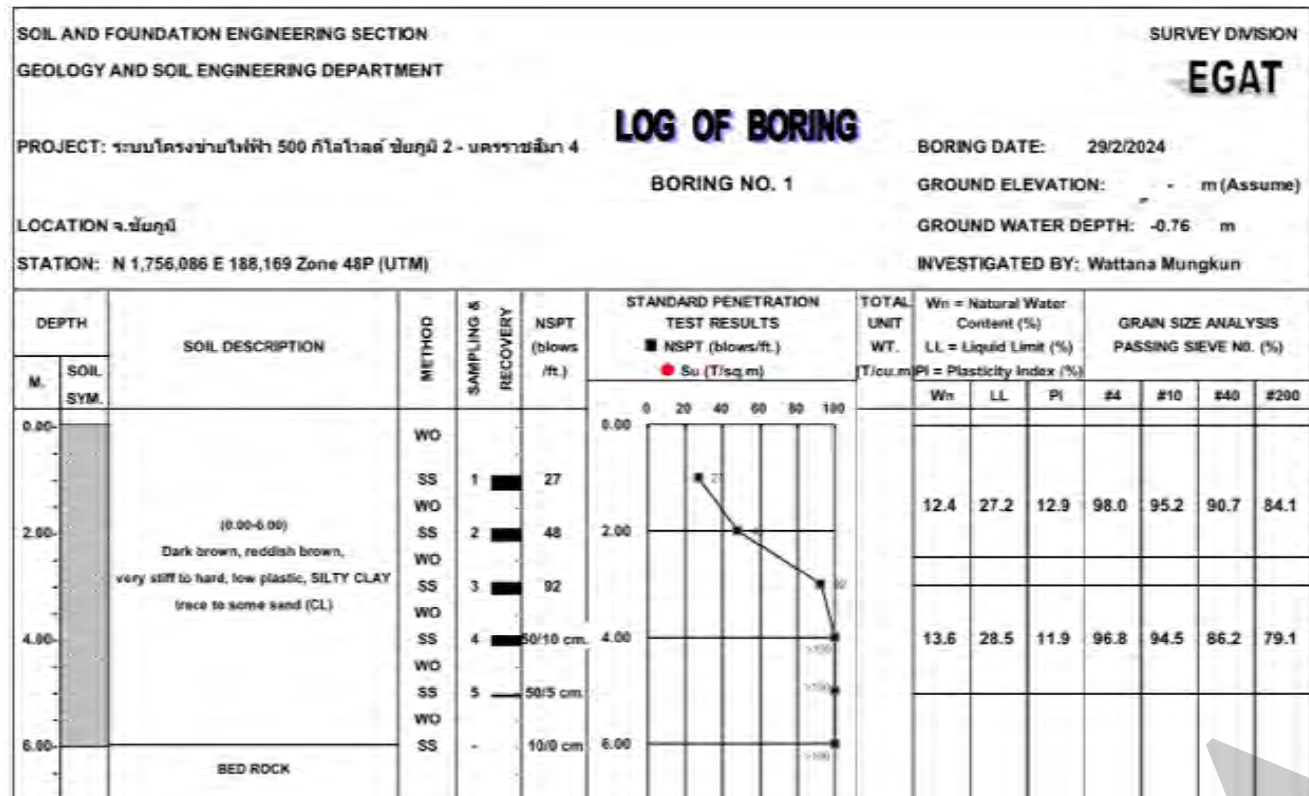 SOIL AND FOUNDATION ENGINEERING SECTION
SURVEY DIVISION
GEOLOGY AND SOIL ENGINEERING DEPARTMENT
EGAT
LOG OF BORING
PROJECT: ระบบโครงข่ายไฟฟ้า 500 กิโลโวลต์ ชัยภูมิ 2 - นครราชสีมา 4
BORING DATE: 29/2/2024
BORING NO. 1
GROUND ELEVATION: - m (Assume)
LOCATION จ.ชัยภูมิ
GROUND WATER DEPTH: -0.76 m
STATION: N 1,756,086 E 188,169 Zone 48P (UTM)
INVESTIGATED BY: Wattana Mungkun
DEPTH
M.
SOIL SYM.
SOIL DESCRIPTION
METHOD
SAMPLING & RECOVERY
NSPT (blows /ft.)
STANDARD PENETRATION
TEST RESULTS
NSPT (blows/ft.)
Su (T/sq.m)
TOTAL UNIT WT. (T/cu.m)
Wn = Natural Water
Content (%)
LL = Liquid Limit (%)
PI = Plasticity Index (%)
GRAIN SIZE ANALYSIS
PASSING SIEVE N0. (%)
Wn LL PI #4 #10 #40 #200
0 20 40 60 80 100
0.00 0.00
WO
SS 1 27 27
WO
12.4 27.2 12.9 98.0 95.2 90.7 84.1
(0.00-6.00)
2.00 SS 2 48 2.00
Dark brown, reddish brown,
WO
very stiff to hard, low plastic, SILTY CLAY
SS 3 92 92
trace to some sand (CL)
WO
4.00 SS 4 50/10 cm. 4.00 13.6 28.5 11.9 96.8 94.5 86.2 79.1
>100
WO
SS 5 50/5 cm >100
WO
6.00 SS - 10/0 cm 6.00
>100
BED ROCK